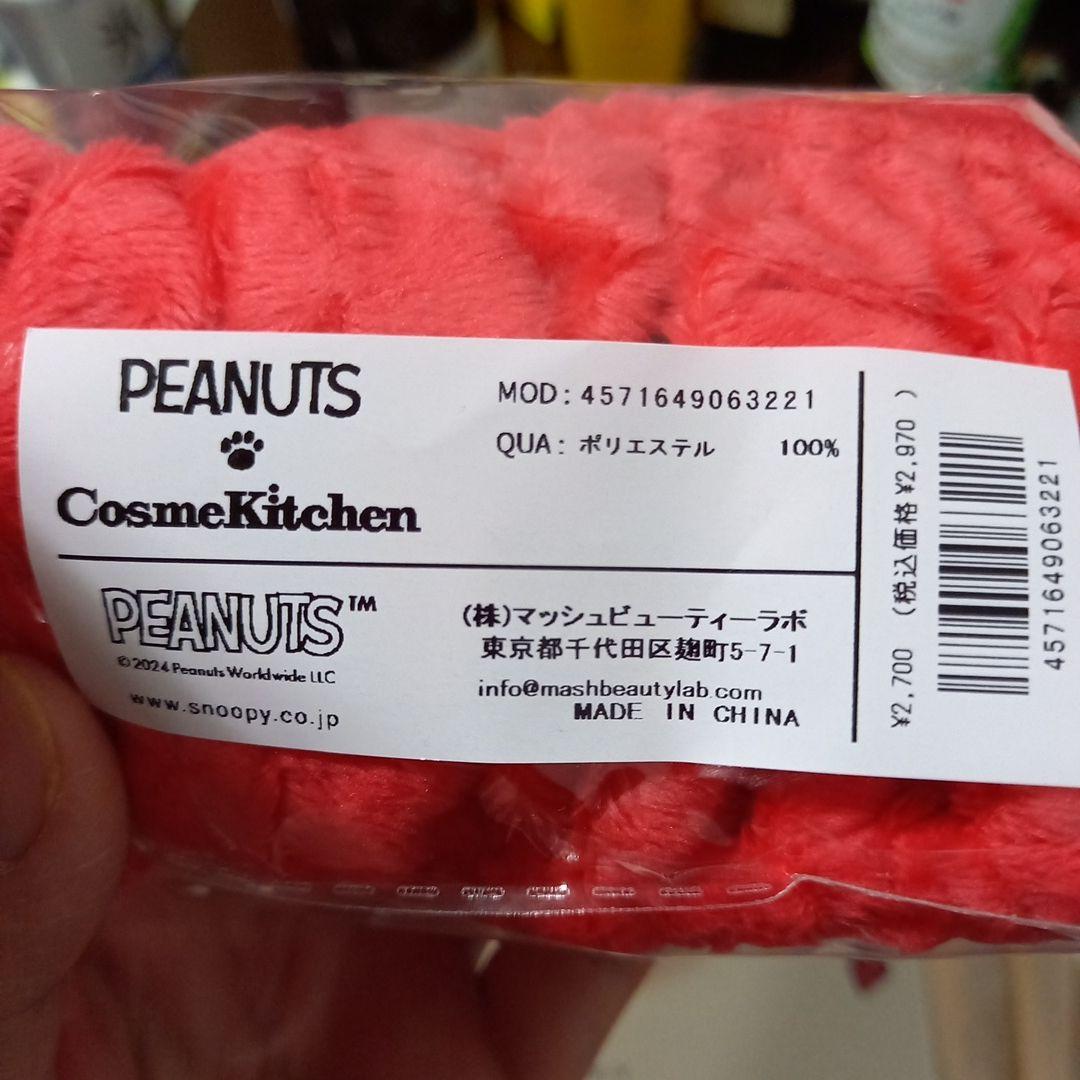 PEANUTS
CosmeKitchen
MOD: 4571649063221
QUA: ポリエステル 100%
PEANUTS™
©2024 Peanuts Worldwide LLC
www.snoopy.co.jp
(株)マッシュビューティーラボ
東京都千代田区麹町5-7-1
info@mashbeautylab.com
MADE IN CHINA
¥2,700 (税込価格¥2,970 )
4571649063221